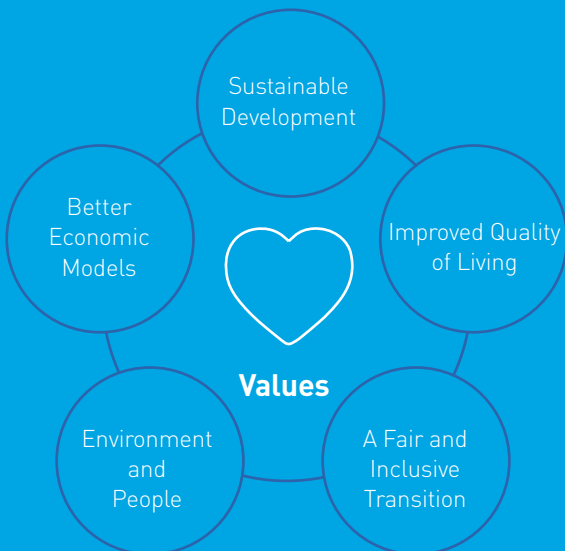 Sustainable
Development
Better
Economic
Models
Improved Quality
of Living
Values
Environment
and
People
A Fair and
Inclusive
Transition